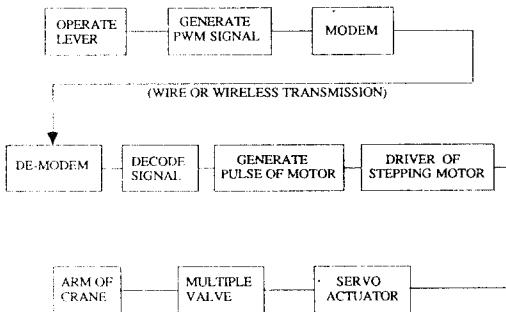 OPERATE
LEVER
GENERATE
PWM SIGNAL
MODEM
(WIRE OR WIRELESS TRANSMISSION)
DE-MODEM
DECODE
SIGNAL
GENERATE
PULSE OF MOTOR
DRIVER OF
STEPPING MOTOR
ARM OF
CRANE
MULTIPLE
VALVE
SERVO
ACTUATOR